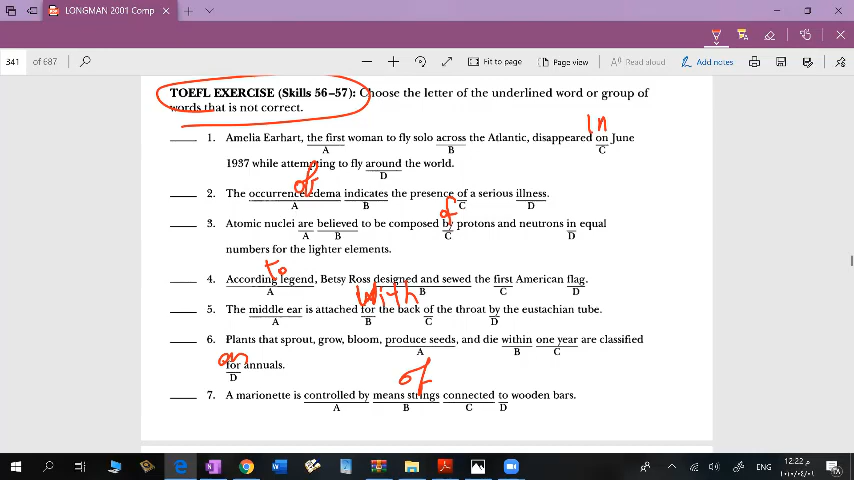 LONGMAN 2001 Comp
341 of 687
Fit to page
Page view
Read aloud
Add notes
TOEFL EXERCISE (Skills 56–57): Choose the letter of the underlined word or group of
words that is not correct.
In
1. Amelia Earhart, the first woman to fly solo across the Atlantic, disappeared on June
A B C
1937 while attempting to fly around the world.
D
of
2. The occurrence edema indicates the presence of a serious illness.
A B C D
of
3. Atomic nuclei are believed to be composed by protons and neutrons in equal
A B C D
numbers for the lighter elements.
to
4. According legend, Betsy Ross designed and sewed the first American flag.
A B C D
with
5. The middle ear is attached for the back of the throat by the eustachian tube.
A B C D
6. Plants that sprout, grow, bloom, produce seeds, and die within one year are classified
A B C
for annuals.
D
of
7. A marionette is controlled by means strings connected to wooden bars.
A B C D
ENG
م 12:22